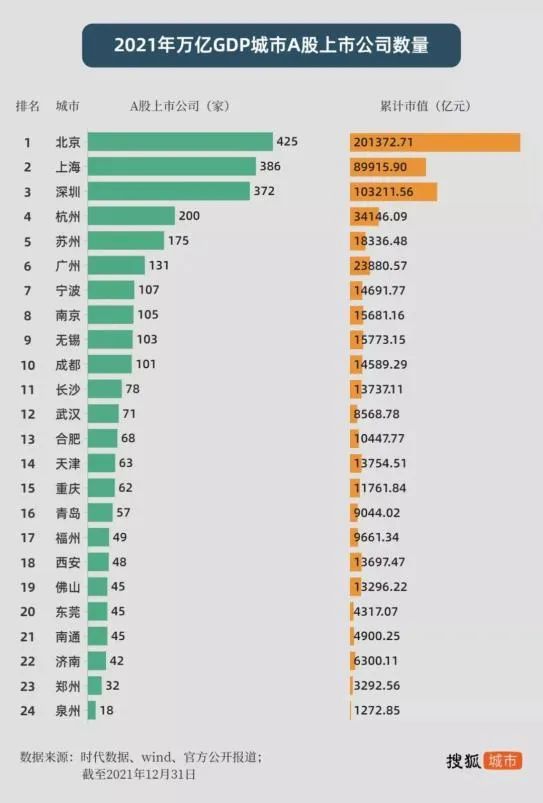 2021年万亿GDP城市A股上市公司数量
排名 城市 A股上市公司（家） 累计市值（亿元）
1 北京 425 201372.71
2 上海 386 89915.90
3 深圳 372 103211.56
4 杭州 200 34146.09
5 苏州 175 18336.48
6 广州 131 23880.57
7 宁波 107 14691.77
8 南京 105 15681.16
9 无锡 103 15773.15
10 成都 101 14589.29
11 长沙 78 13737.11
12 武汉 71 8568.78
13 合肥 68 10447.77
14 天津 63 13754.51
15 重庆 62 11761.84
16 青岛 57 9044.02
17 福州 49 9661.34
18 西安 48 13697.47
19 佛山 45 13296.22
20 东莞 45 4317.07
21 南通 45 4900.25
22 济南 42 6300.11
23 郑州 32 3292.56
24 泉州 18 1272.85
数据来源：时代数据、wind、官方公开报道；
截至2021年12月31日
搜狐 城市